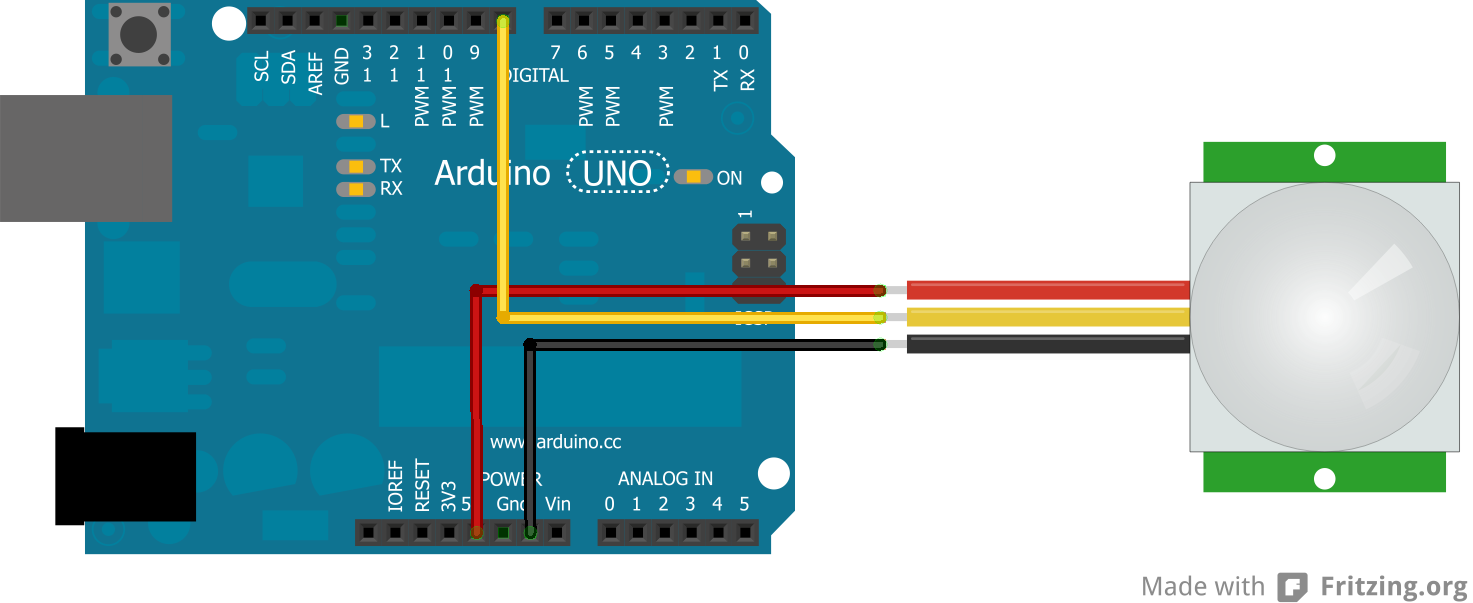 SCL SDA AREF GND 13 12 PWM 11 PWM 10 PWM 9 7 PWM 6 PWM 5 4 PWM 3 2 TX 1 RX 0
DIGITAL
L
TX
RX
Arduino UNO ON
1
www.arduino.cc
POWER ANALOG IN
IOREF RESET 3V3 5 Gnd Vin 0 1 2 3 4 5
Made with Fritzing.org